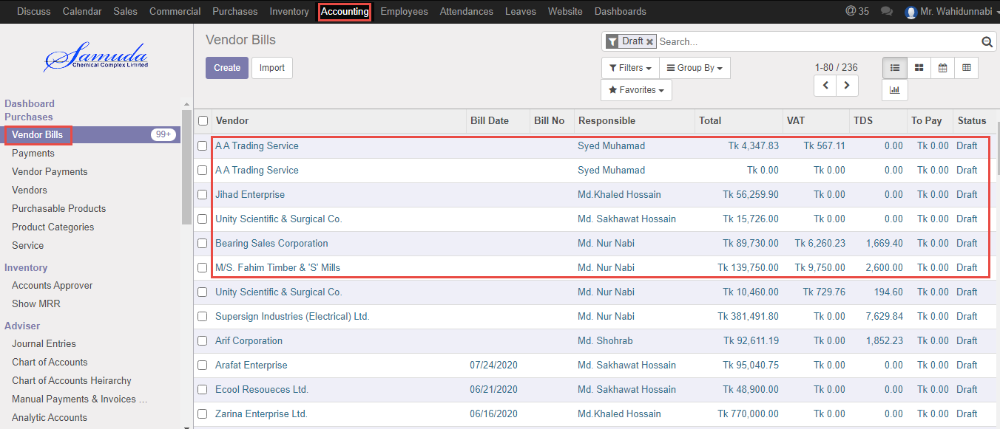 Discuss Calendar Sales Commercial Purchases Inventory Accounting Employees Attendances Leaves Website Dashboards @ 35 Mr. Wahidunnabi
Samuda
Chemical Complex Limited
Dashboard
Purchases
Vendor Bills 99+
Payments
Vendor Payments
Vendors
Purchasable Products
Product Categories
Service
Inventory
Accounts Approver
Show MRR
Adviser
Journal Entries
Chart of Accounts
Chart of Accounts Heirarchy
Manual Payments & Invoices ...
Analytic Accounts
Vendor Bills
Draft Search...
Create Import
Filters Group By 1-80 / 236
Favorites
Vendor Bill Date Bill No Responsible Total VAT TDS To Pay Status
A A Trading Service Syed Muhamad Tk 4,347.83 Tk 567.11 0.00 Tk 0.00 Draft
A A Trading Service Syed Muhamad Tk 0.00 Tk 0.00 0.00 Tk 0.00 Draft
Jihad Enterprise Md.Khaled Hossain Tk 56,259.90 Tk 0.00 0.00 Tk 0.00 Draft
Unity Scientific & Surgical Co. Md. Sakhawat Hossain Tk 15,726.00 Tk 0.00 0.00 Tk 0.00 Draft
Bearing Sales Corporation Md. Nur Nabi Tk 89,730.00 Tk 6,260.23 1,669.40 Tk 0.00 Draft
M/S. Fahim Timber & 'S' Mills Md. Nur Nabi Tk 139,750.00 Tk 9,750.00 2,600.00 Tk 0.00 Draft
Unity Scientific & Surgical Co. Md. Nur Nabi Tk 10,460.00 Tk 729.76 194.60 Tk 0.00 Draft
Supersign Industries (Electrical) Ltd. Md. Nur Nabi Tk 381,491.80 Tk 0.00 7,629.84 Tk 0.00 Draft
Arif Corporation Md. Shohrab Tk 92,611.19 Tk 0.00 1,852.23 Tk 0.00 Draft
Arafat Enterprise 07/24/2020 Md. Sakhawat Hossain Tk 95,040.75 Tk 0.00 0.00 Tk 0.00 Draft
Ecool Resoueces Ltd. 06/21/2020 Md. Sakhawat Hossain Tk 48,900.00 Tk 0.00 0.00 Tk 0.00 Draft
Zarina Enterprise Ltd. 06/16/2020 Md.Khaled Hossain Tk 770,000.00 Tk 0.00 0.00 Tk 0.00 Draft